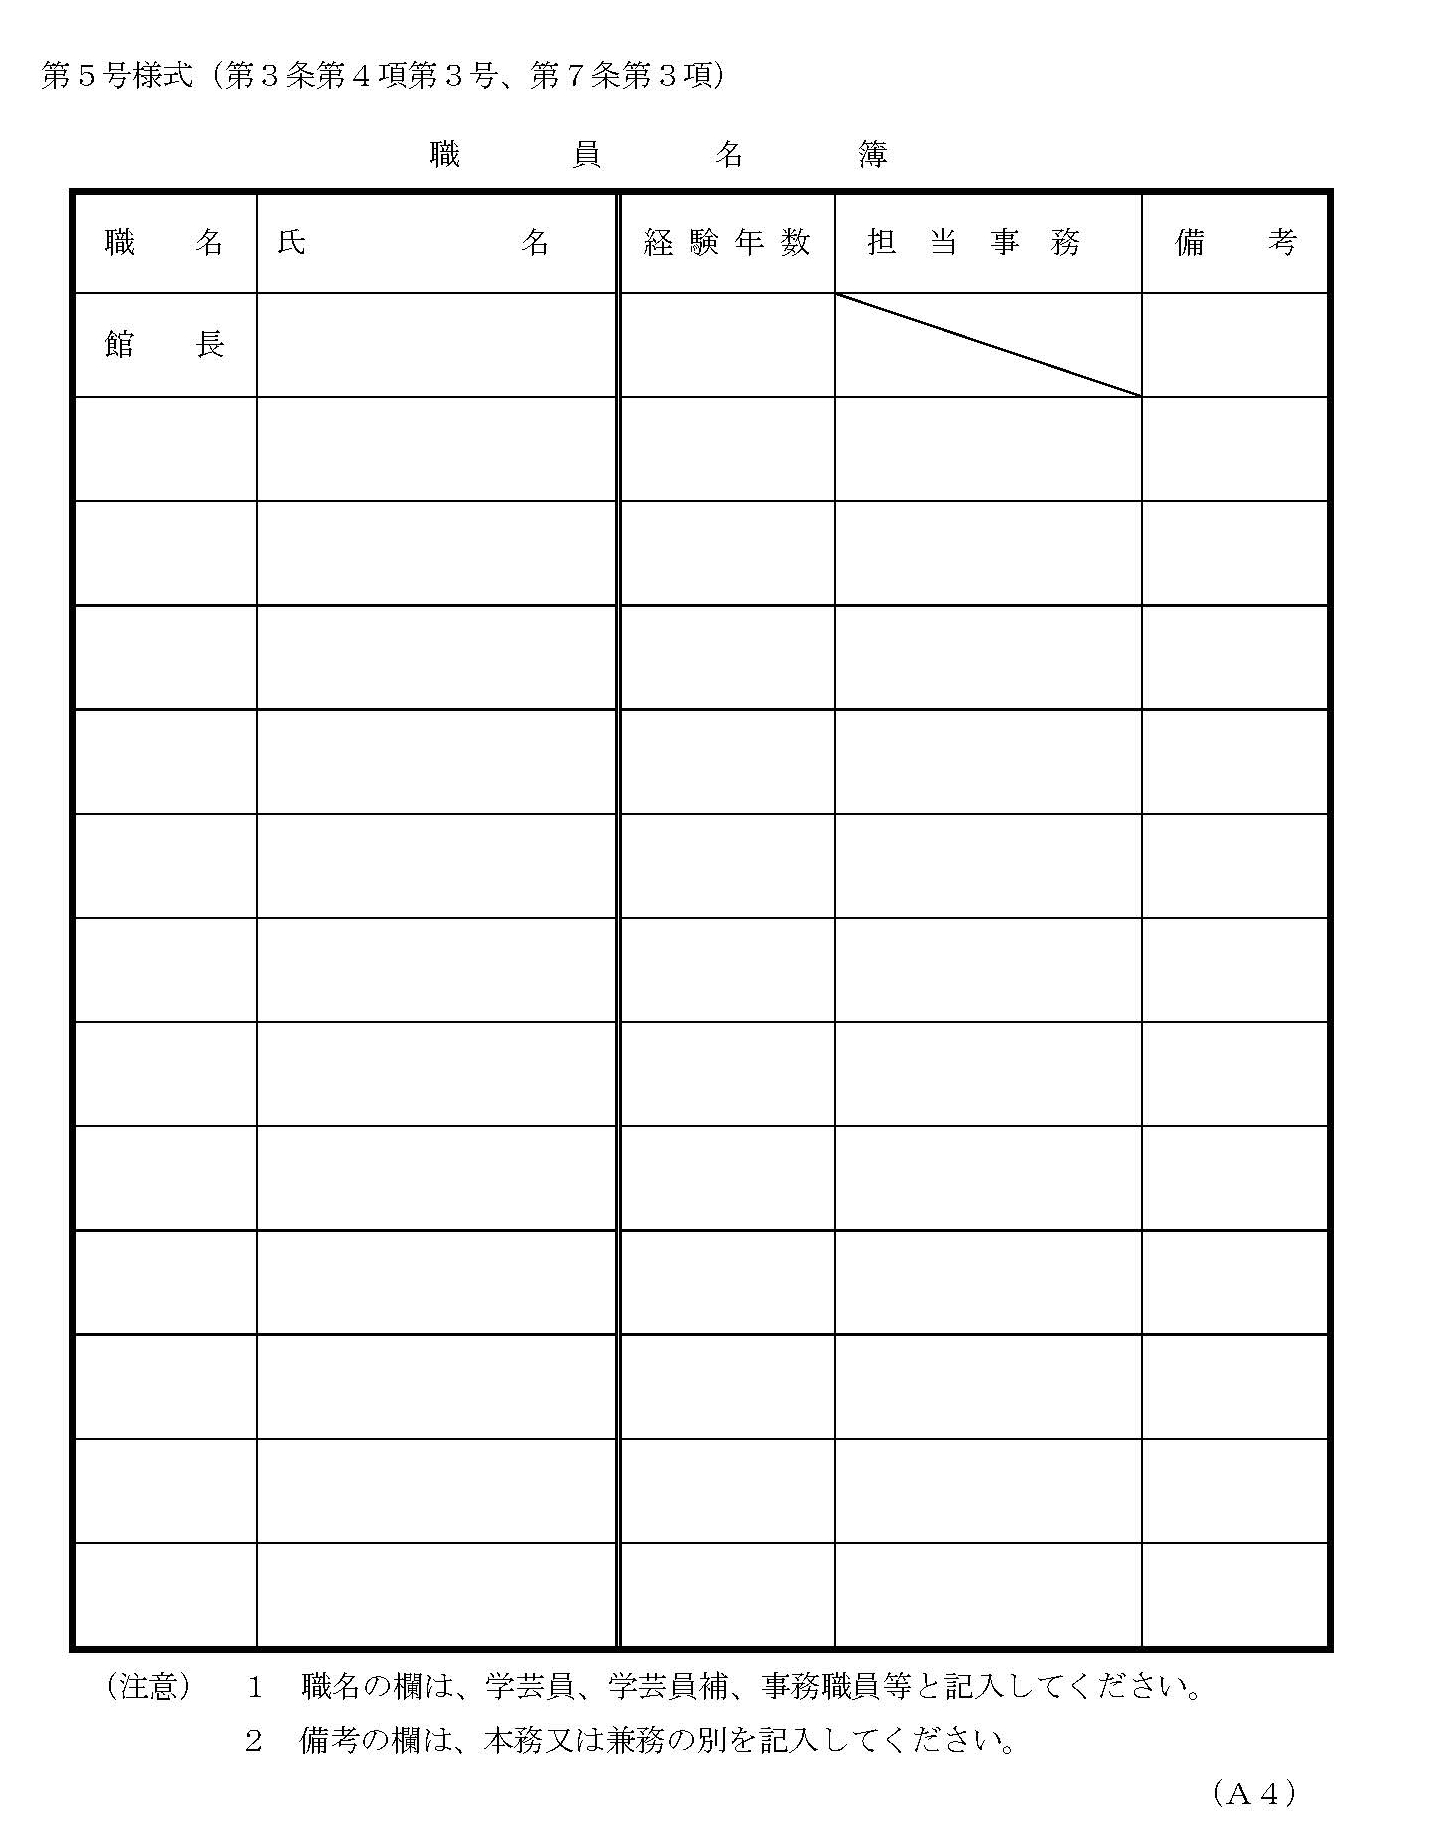 第５号様式（第３条第４項第３号、第７条第３項）
職　員　名　簿
職　名　氏　名　経験年数　担当事務　備　考
館　長
（注意）　１　職名の欄は、学芸員、学芸員補、事務職員等と記入してください。
２　備考の欄は、本務又は兼務の別を記入してください。
（Ａ４）